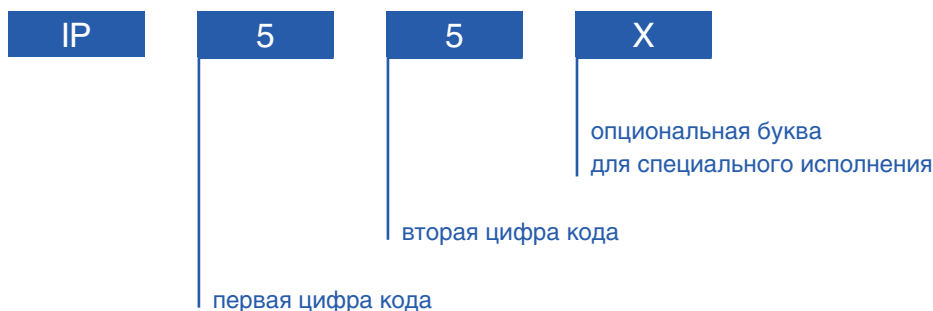 IP 5 5 X
опциональная буква
для специального исполнения
вторая цифра кода
первая цифра кода